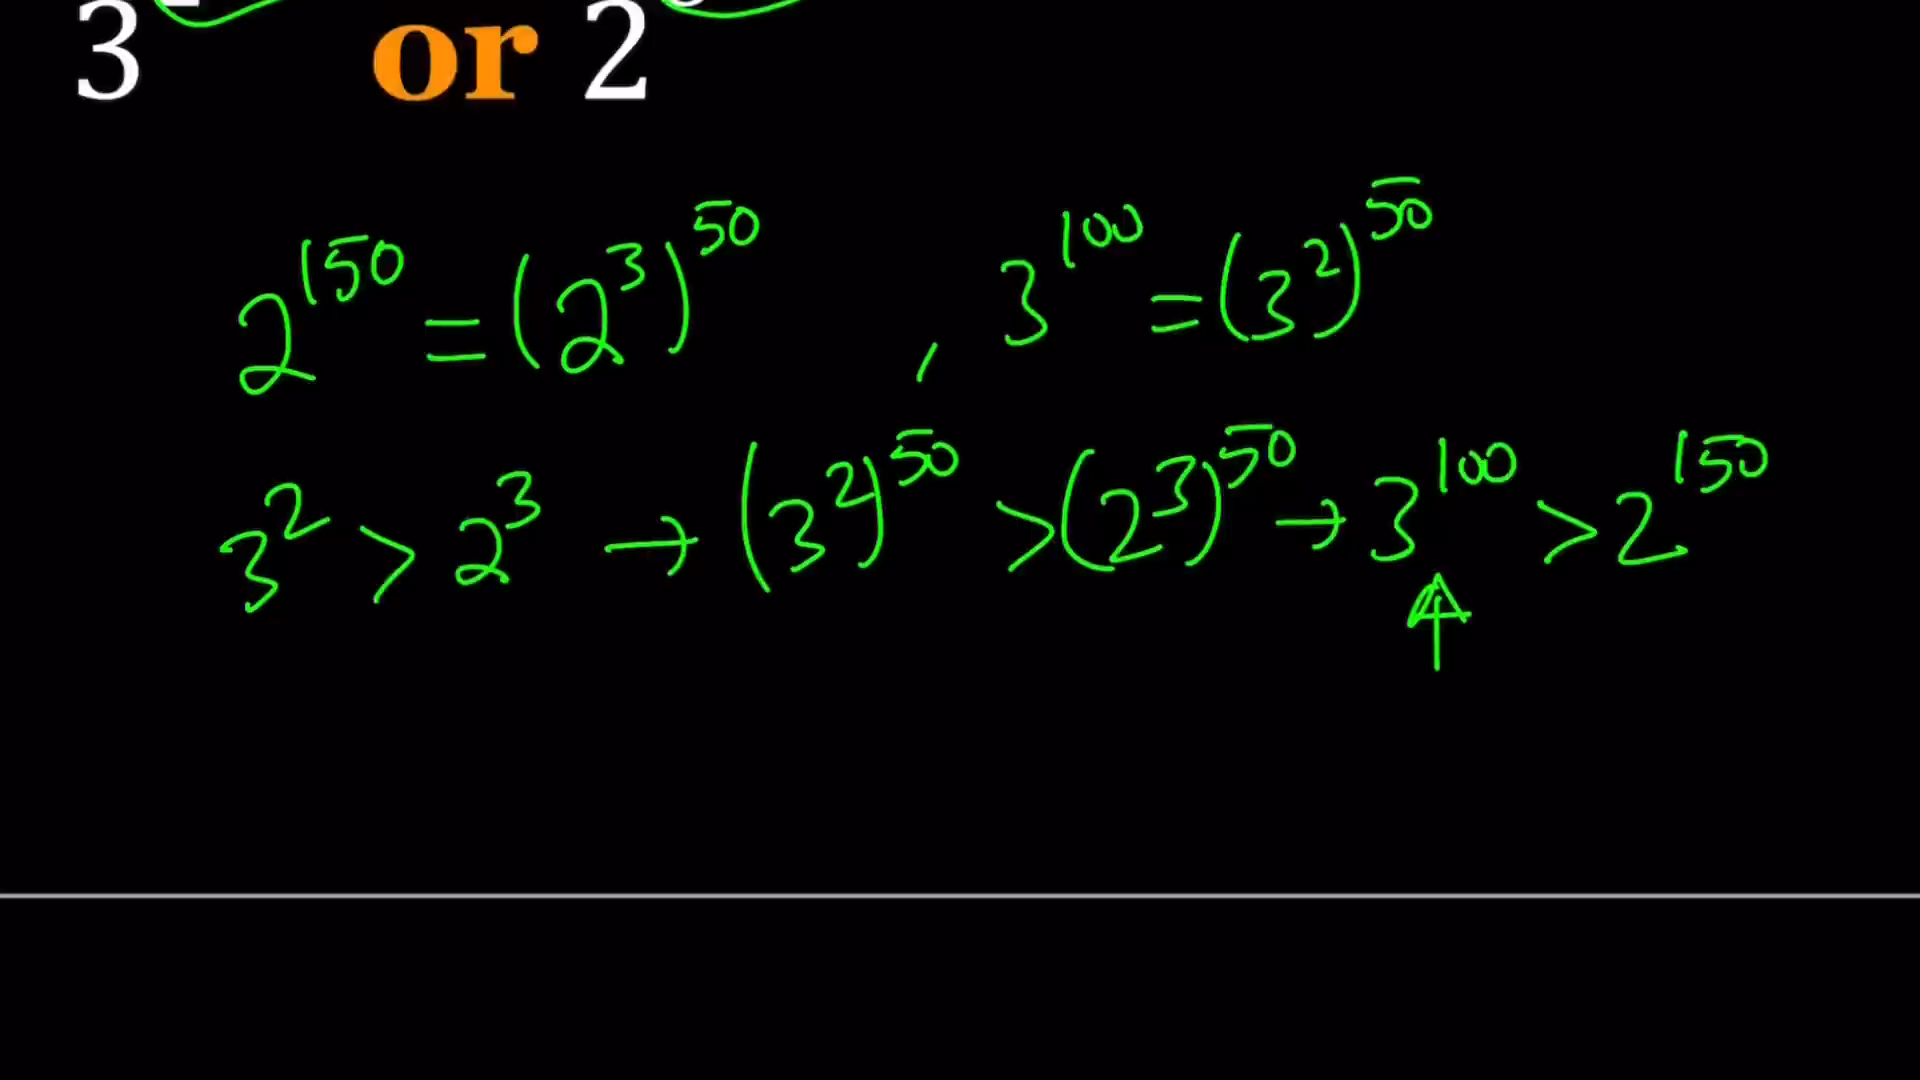 3 or 2
2^150 = (2^3)^50 , 3^100 = (3^2)^50
3^2 > 2^3 → (3^2)^50 > (2^3)^50 → 3^100 > 2^150